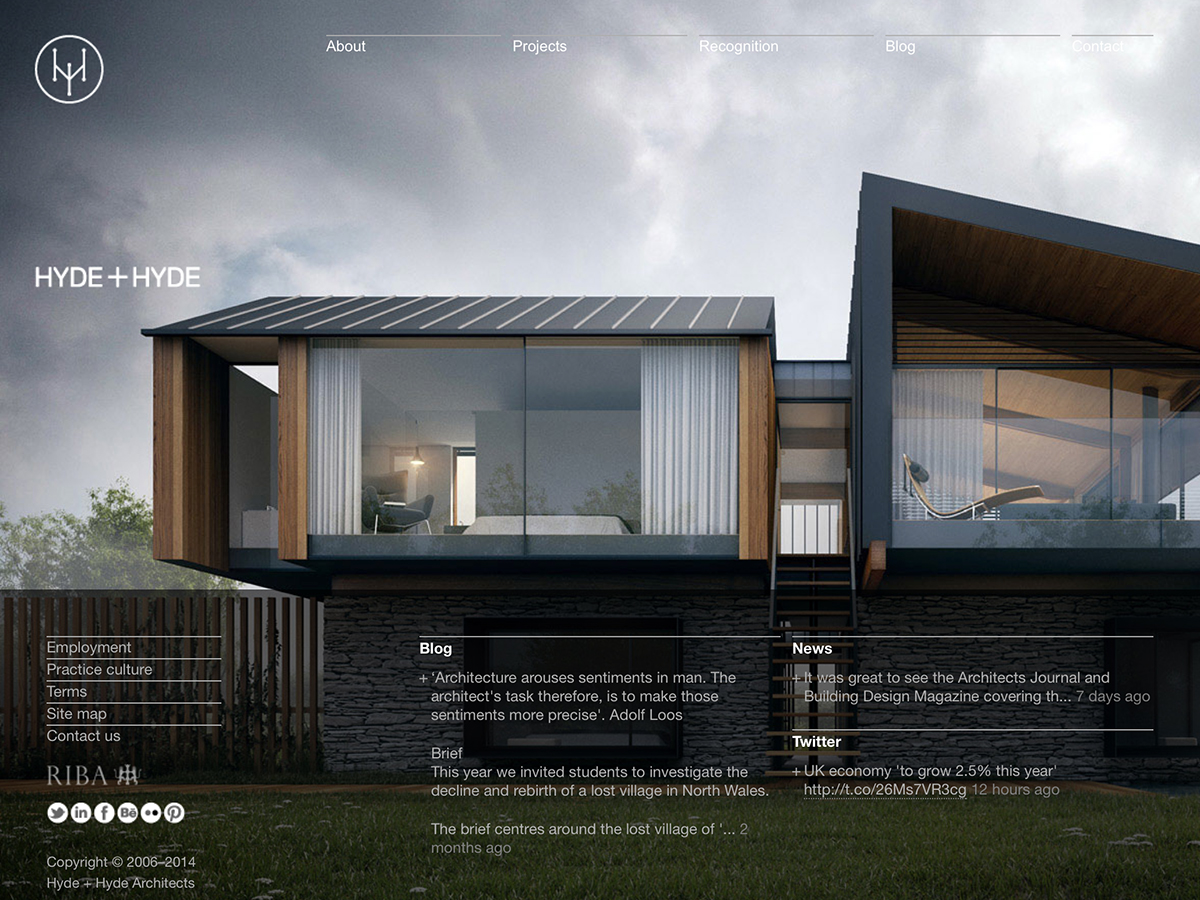 About
Projects
Recognition
Blog
Contact
HYDE+HYDE
Employment
Practice culture
Terms
Site map
Contact us
RIBA
Bē
Copyright © 2006–2014
Hyde + Hyde Architects
Blog
+ 'Architecture arouses sentiments in man. The
architect's task therefore, is to make those
sentiments more precise'. Adolf Loos
Brief
This year we invited students to investigate the
decline and rebirth of a lost village in North Wales.
The brief centres around the lost village of '... 2
months ago
News
+ It was great to see the Architects Journal and
Building Design Magazine covering th... 7 days ago
Twitter
+ UK economy 'to grow 2.5% this year'
http://t.co/26Ms7VR3cg 12 hours ago